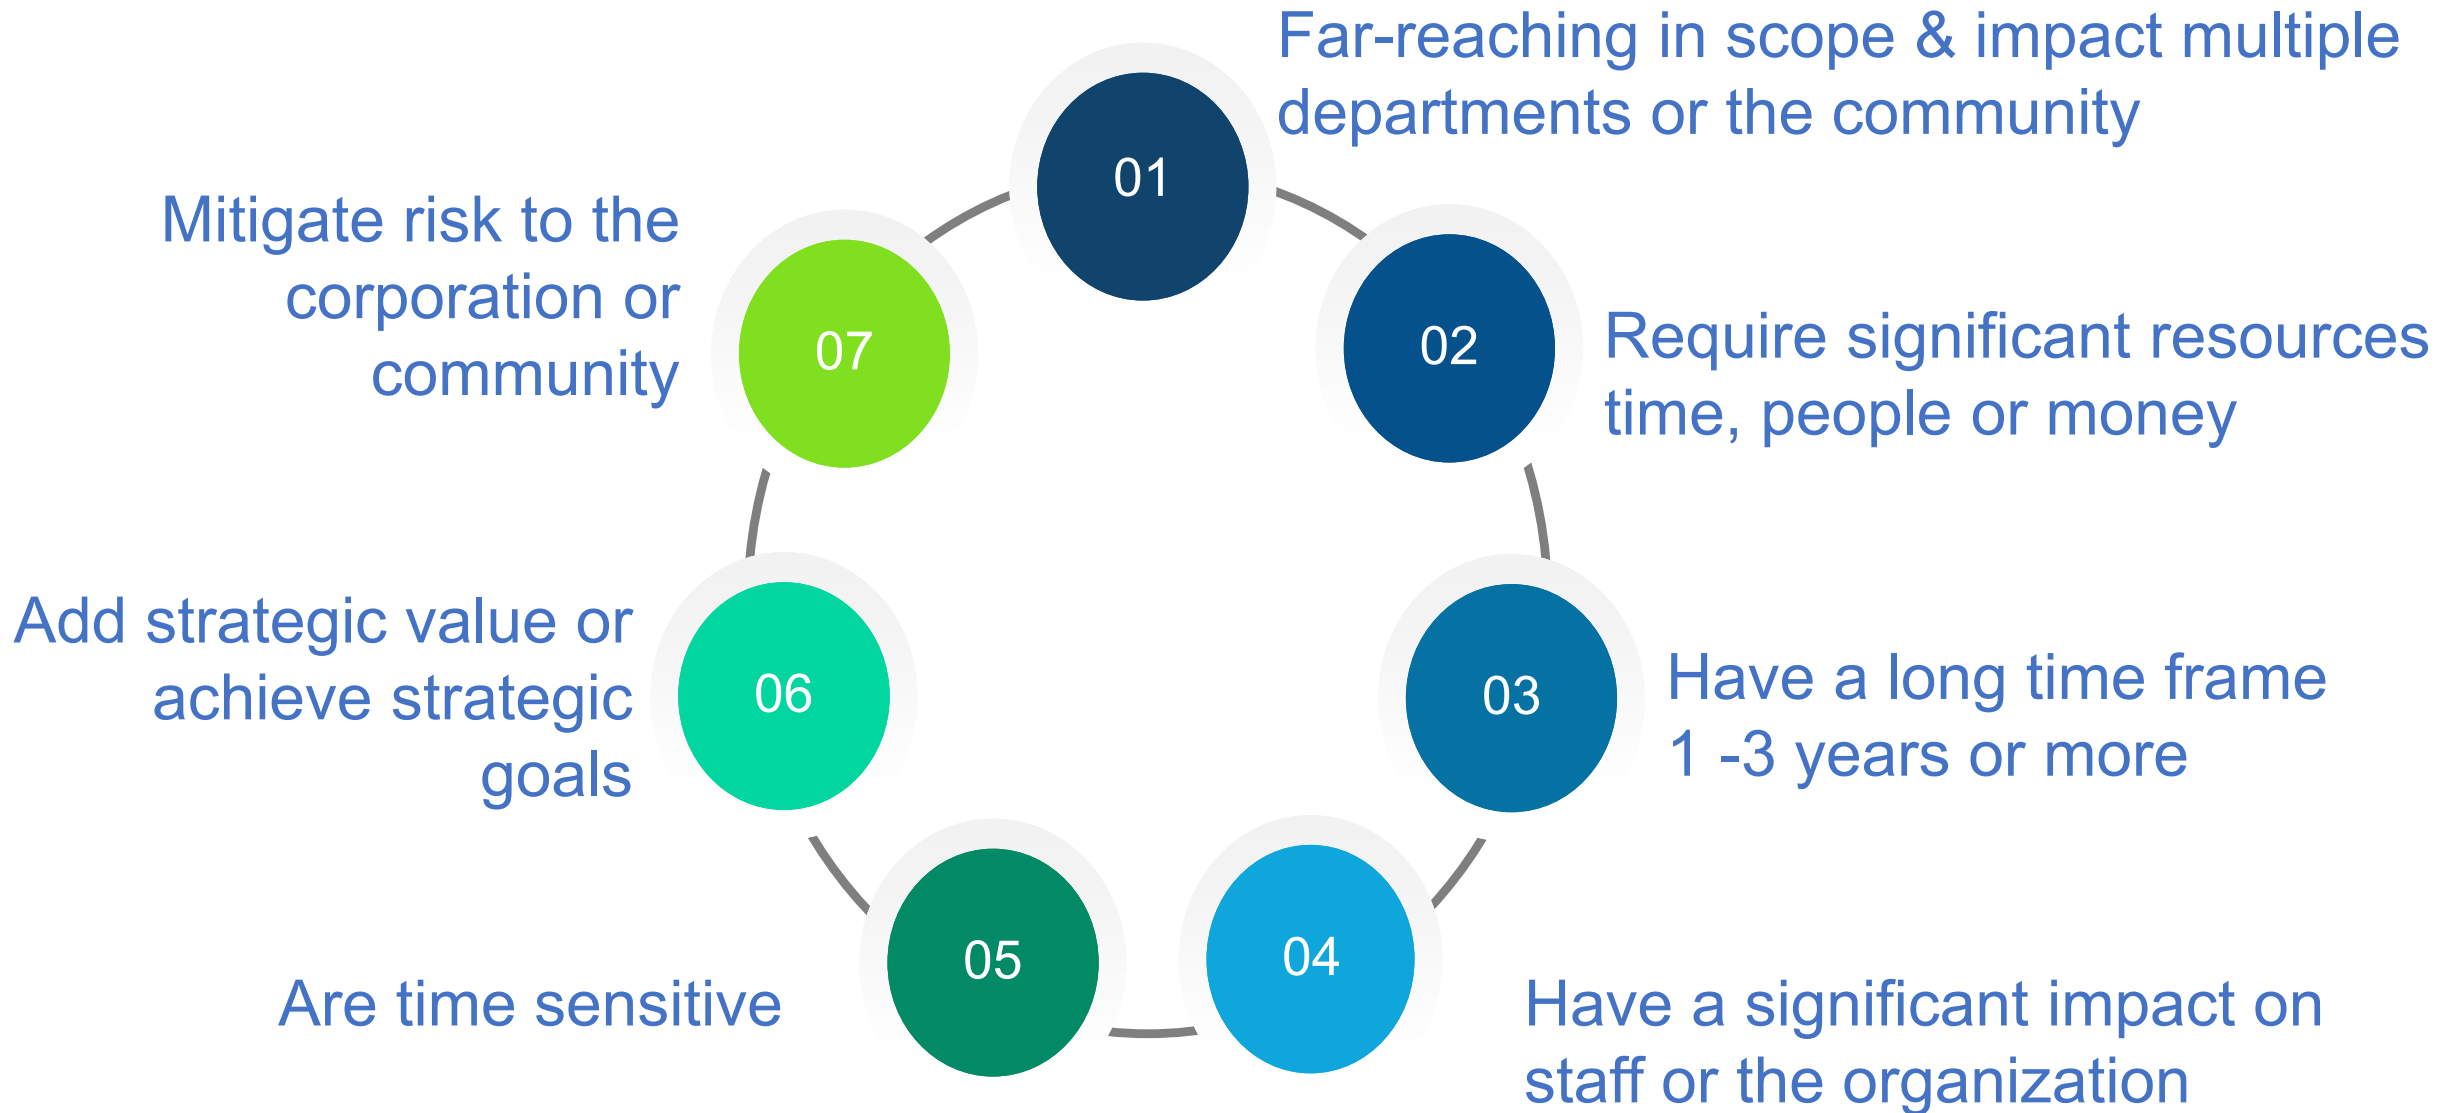 01
Far-reaching in scope & impact multiple
departments or the community
02
Require significant resources
time, people or money
03
Have a long time frame
1 -3 years or more
04
Have a significant impact on
staff or the organization
05
Are time sensitive
06
Add strategic value or
achieve strategic
goals
07
Mitigate risk to the
corporation or
community